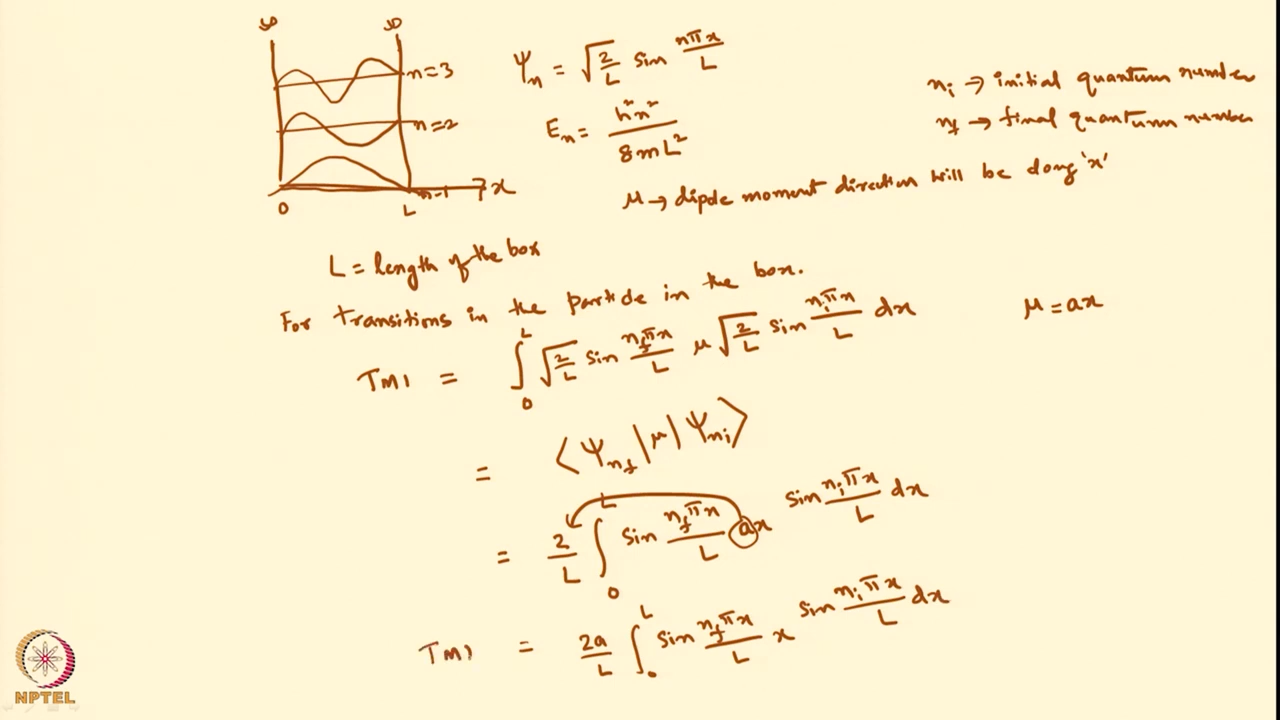 ∞ ∞
n=3
n=2
n=1
0 L x
Ψn = √(2/L) Sin nπx/L
En = h²n²/8mL²
ni → initial quantum number
nf → final quantum number
μ → dipole moment direction will be along 'x'
L = length of the box
For transitions in the particle in the box.
TMI = ∫₀ᴸ √(2/L) Sin nfπx/L μ √(2/L) Sin niπx/L dx
μ = ax
= ⟨Ψnf|μ|Ψni⟩
= 2/L ∫₀ᴸ Sin nfπx/L ax Sin niπx/L dx
TMI = 2a/L ∫₀ᴸ Sin nfπx/L x Sin niπx/L dx
NPTEL